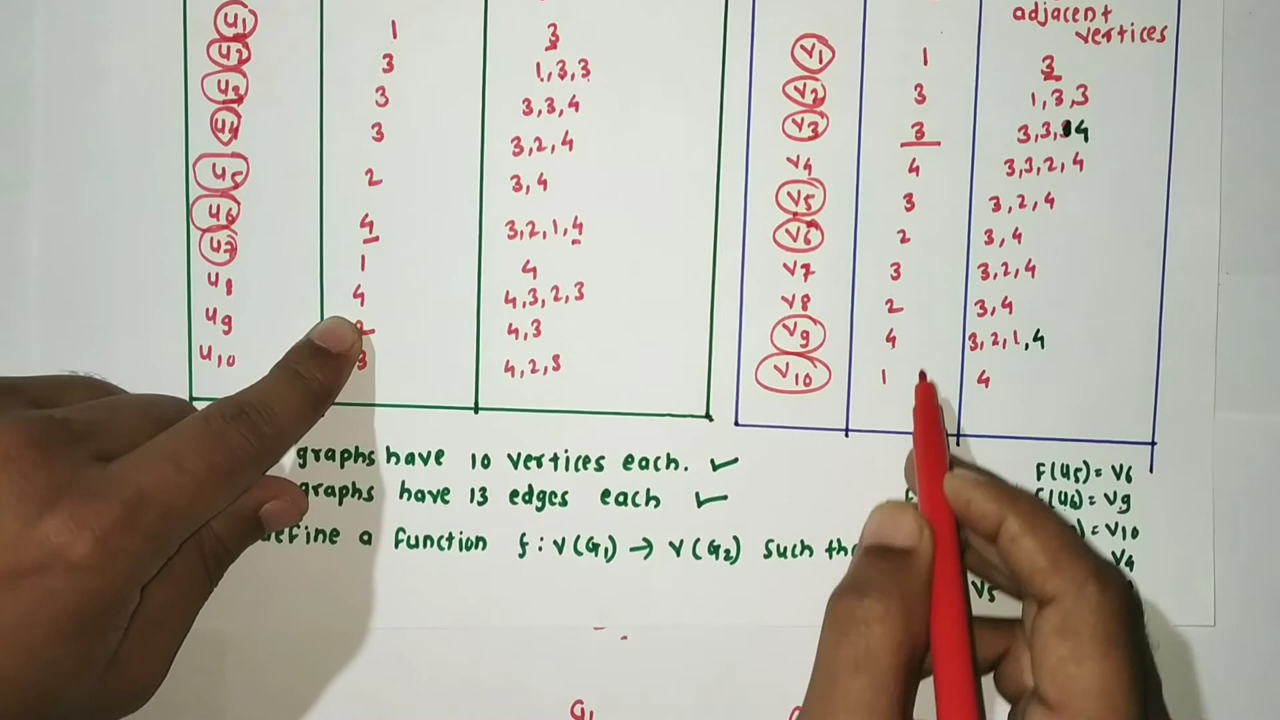 adjacent
vertices
u1 1 3
u2 3 1,3,3
u3 3 3,3,4
u4 3 3,2,4
u5 2 3,4
u6 4 3,2,1,4
u7 1 4
u8 4 4,3,2,3
u9 2 4,3
u10 3 4,2,3
v1 1 3
v2 3 1,3,3
v3 3 3,3,4
v4 4 3,3,2,4
v5 3 3,2,4
v6 2 3,4
v7 3 3,2,4
v8 2 3,4
v9 4 3,2,1,4
v10 1 4
graphs have 10 vertices each. ✓
graphs have 13 edges each ✓
define a function f: V(G1) → V(G2) such
F(u5) = V6
F(u6) = V9
= V10
V4
V5
G1